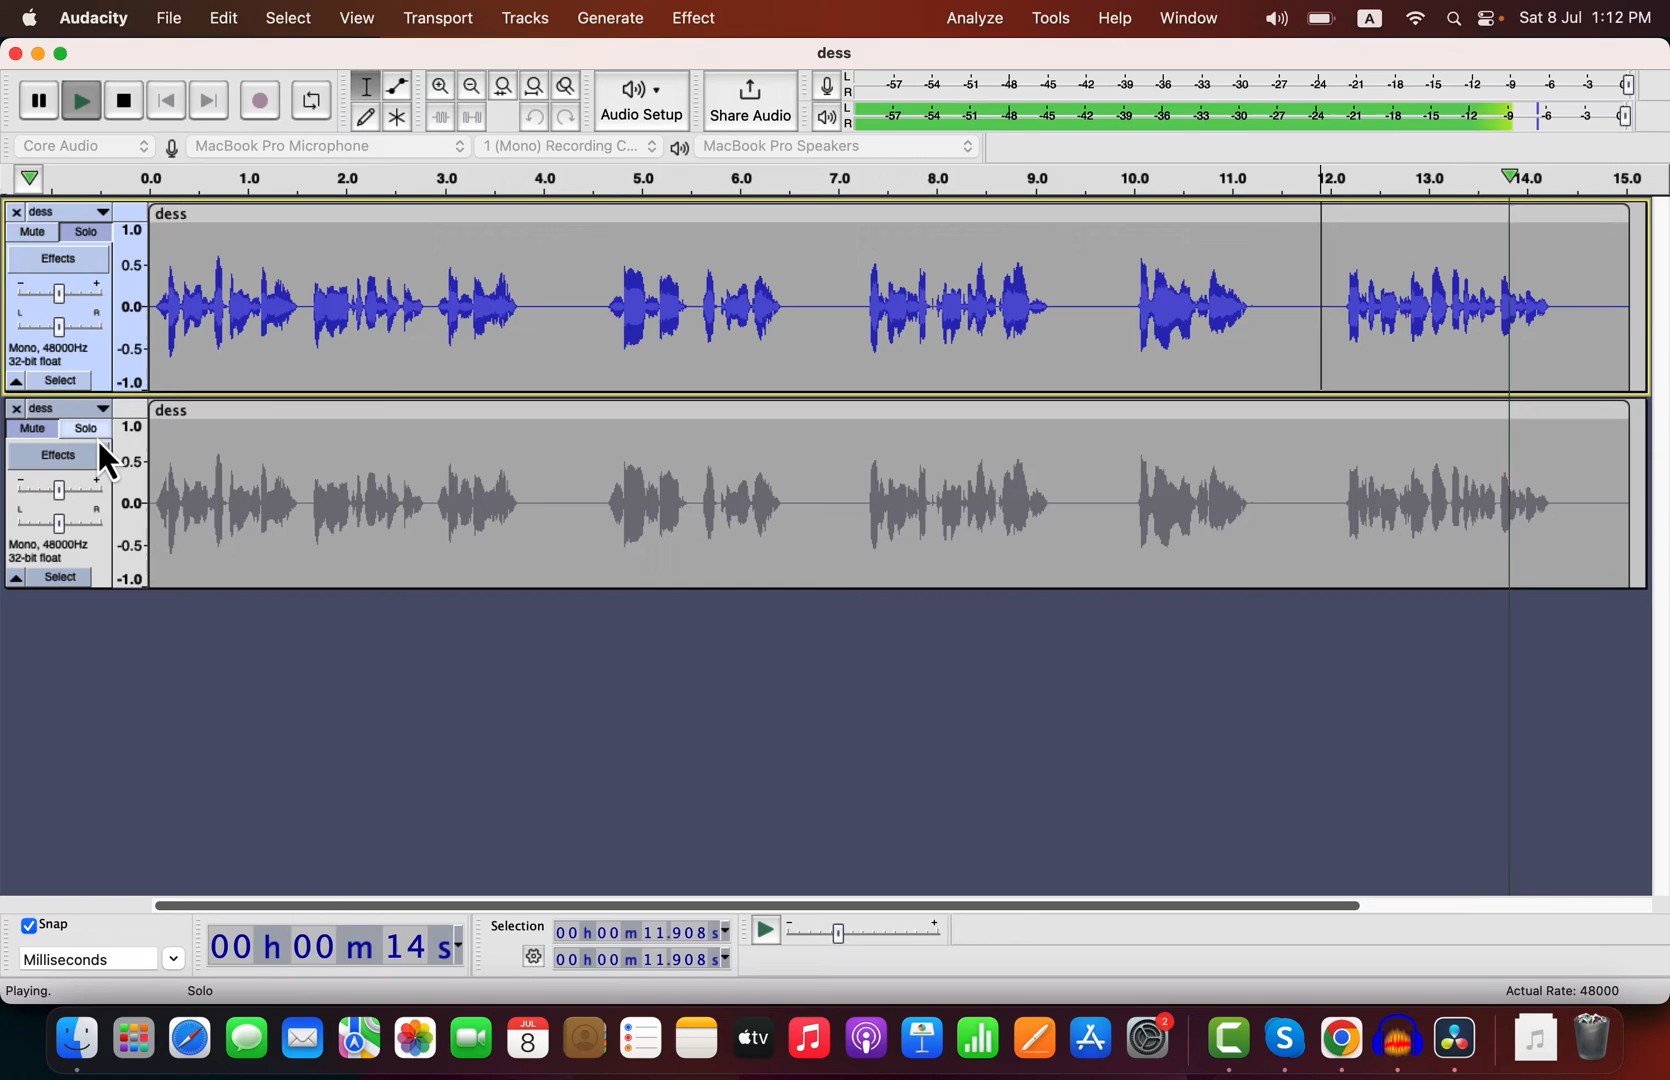 Audacity File Edit Select View Transport Tracks Generate Effect Analyze Tools Help Window A Sat 8 Jul 1:12 PM
dess
Audio Setup Share Audio
L R -57 -54 -51 -48 -45 -42 -39 -36 -33 -30 -27 -24 -21 -18 -15 -12 -9 -6 -3
L R -57 -54 -51 -48 -45 -42 -39 -36 -33 -30 -27 -24 -21 -18 -15 -12 -9 -6 -3
Core Audio MacBook Pro Microphone 1 (Mono) Recording C... MacBook Pro Speakers
0.0 1.0 2.0 3.0 4.0 5.0 6.0 7.0 8.0 9.0 10.0 11.0 12.0 13.0 14.0 15.0
dess dess
Mute Solo 1.0
Effects 0.5
- + 0.0
L R
Mono, 48000Hz -0.5
32-bit float
Select -1.0
dess dess
Mute Solo 1.0
Effects 0.5
- + 0.0
L R
Mono, 48000Hz -0.5
32-bit float
Select -1.0
Snap
Milliseconds
00 h 00 m 14 s
Selection 00 h 00 m 11.908 s
00 h 00 m 11.908 s
- +
Playing. Solo Actual Rate: 48000
JUL
8
tv
2